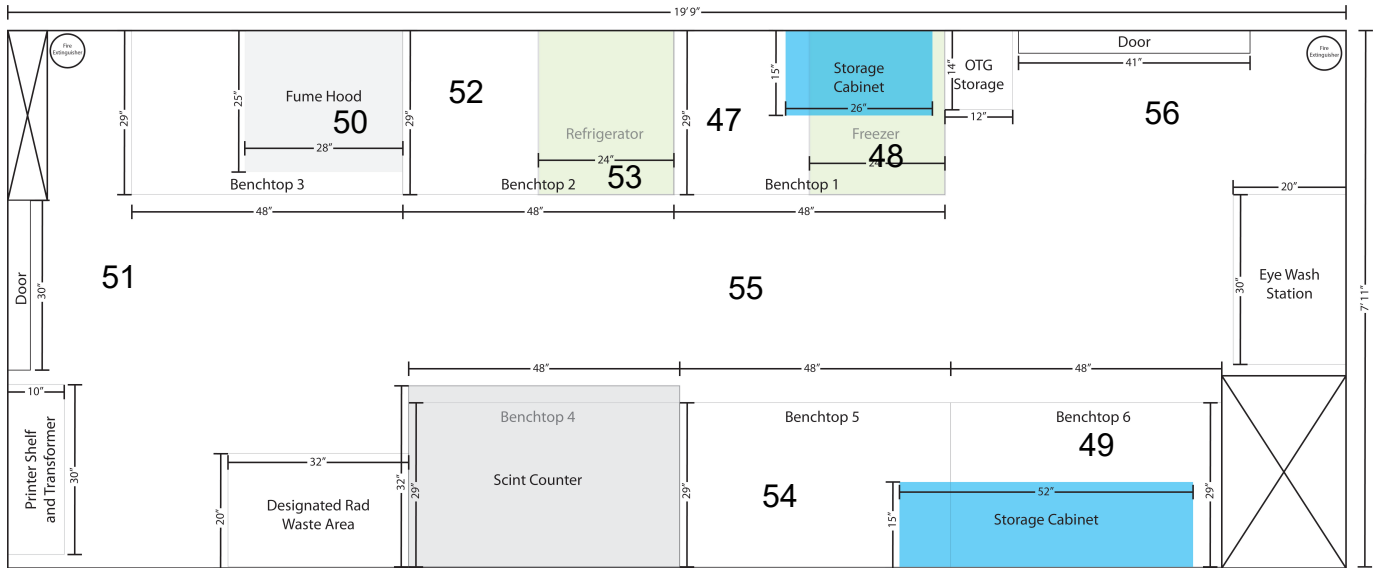 19' 9"
Fire
Extinguisher
Fire
Extinguisher
Door
41"
OTG
Storage
14"
12"
Storage
Cabinet
15"
26"
56
52
47
25"
29"
29"
29"
Fume Hood
50
28"
Refrigerator
24"
53
Freezer
48
Benchtop 3
Benchtop 2
Benchtop 1
48"
48"
48"
20"
30"
Eye Wash
Station
7' 11"
Door
30"
51
55
48"
48"
48"
10"
Printer Shelf
and Transformer
30"
32"
20"
Designated Rad
Waste Area
32"
29"
Benchtop 4
Scint Counter
29"
Benchtop 5
54
Benchtop 6
49
29"
15"
52"
Storage Cabinet